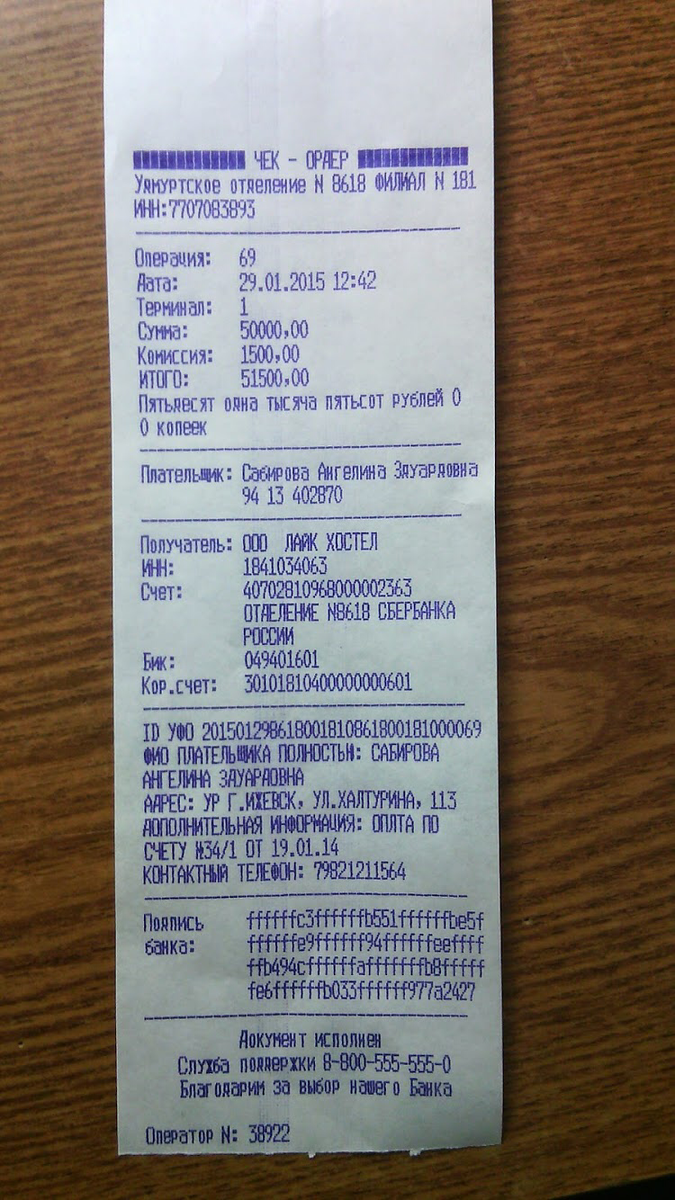 ЧЕК - ОРДЕР
Удмуртское отделение N 8618 ФИЛИАЛ N 181
ИНН:7707083893
Операция: 69
Дата: 29.01.2015 12:42
Терминал: 1
Сумма: 50000,00
Комиссия: 1500,00
ИТОГО: 51500,00
Пятьдесят одна тысяча пятьсот рублей 0
0 копеек
Плательщик: Сабирова Ангелина Эдуардовна
94 13 402870
Получатель: ООО ЛАЙК ХОСТЕЛ
ИНН: 1841034063
Счет: 40702810968000002363
ОТДЕЛЕНИЕ N8618 СБЕРБАНКА
РОССИИ
Бик: 049401601
Кор.счет: 30101810400000000601
ID УФО 201501298618001810861800181000069
ФИО ПЛАТЕЛЬЩИКА ПОЛНОСТЬЮ: САБИРОВА
АНГЕЛИНА ЭДУАРДОВНА
АДРЕС: УР Г.ИЖЕВСК, УЛ.ХАЛТУРИНА, 113
ДОПОЛНИТЕЛЬНАЯ ИНФОРМАЦИЯ: ОПЛТА ПО
СЧЕТУ №34/1 ОТ 19.01.14
КОНТАКТНЫЙ ТЕЛЕФОН: 79821211564
Подпись ffffffc3ffffffb551ffffffbe5f
банка: ffffffe9ffffff94ffffffeeffff
ffb494cffffffafffffffb8fffff
fe6ffffffb033ffffff977a2427
Документ исполнен
Служба поддержки 8-800-555-555-0
Благодарим за выбор нашего Банка
Оператор N: 38922